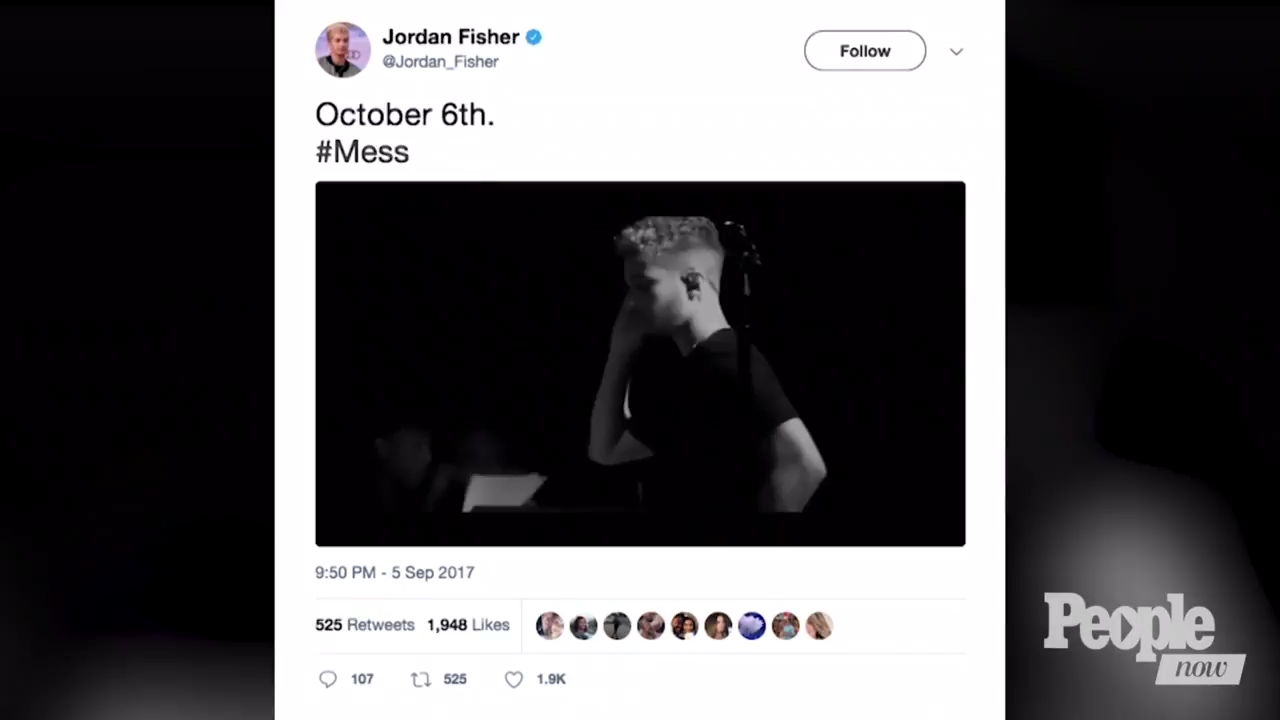 Jordan Fisher
@Jordan_Fisher
Follow
October 6th.
#Mess
9:50 PM - 5 Sep 2017
525 Retweets 1,948 Likes
107 525 1.9K
People
now